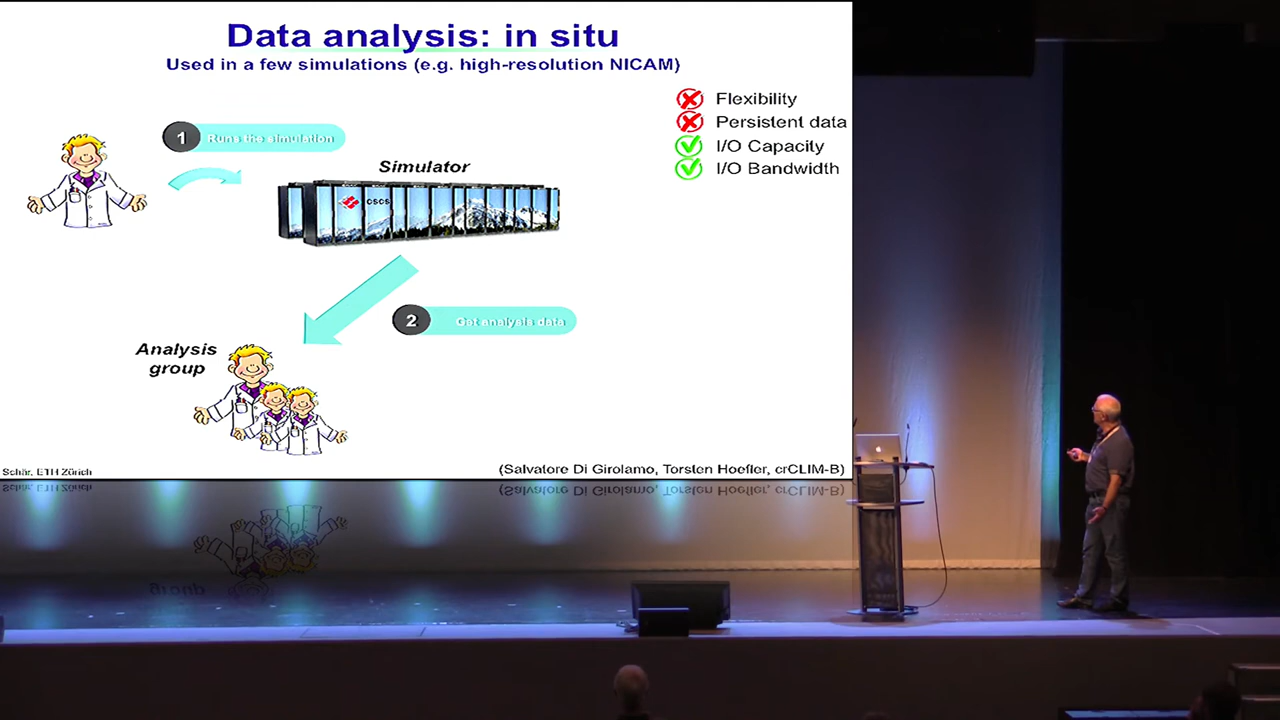 Data analysis: in situ
Used in a few simulations (e.g. high-resolution NICAM)
Flexibility
Persistent data
I/O Capacity
I/O Bandwidth
1 Runs the simulation
Simulator
CSCS
2 Get analysis data
Analysis
group
Schär, ETH Zürich
(Salvatore Di Girolamo, Torsten Hoefler, crCLIM-B)